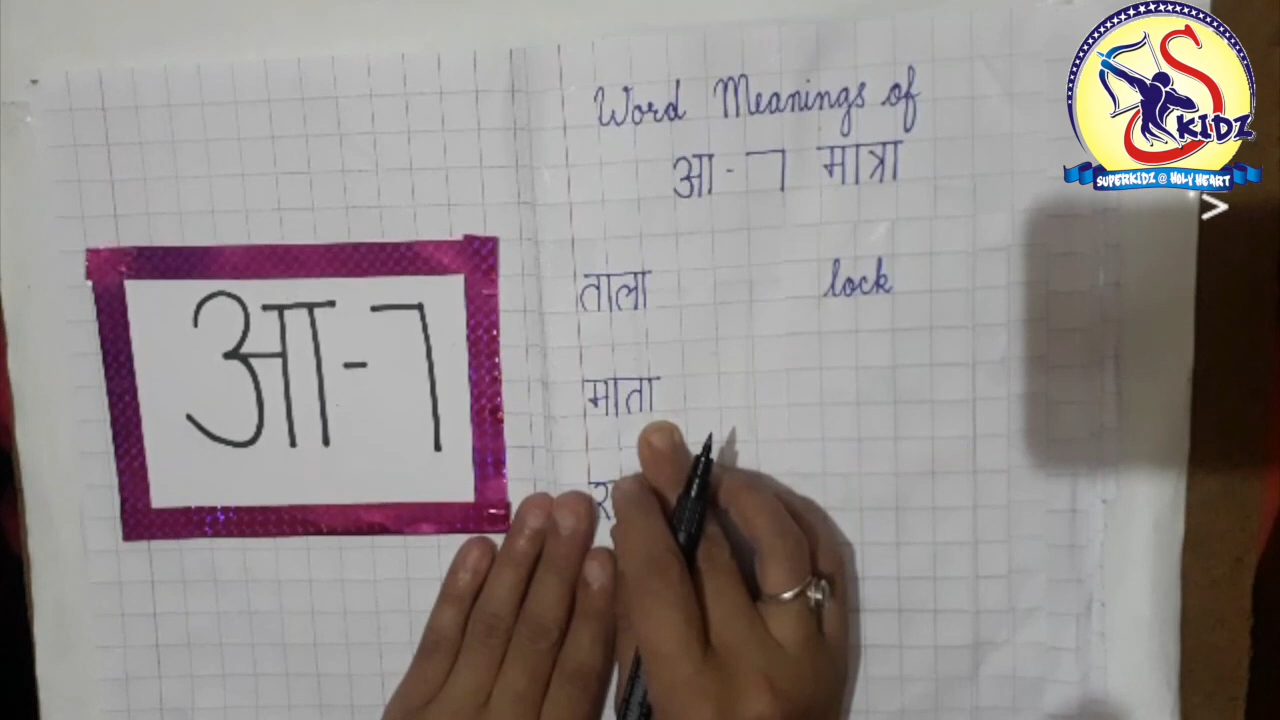 Word Meanings of
आ - ा मात्रा
आ - ा
ताला lock
माता
S
KIDZ
SUPERKIDZ @ HOLY HEART
>